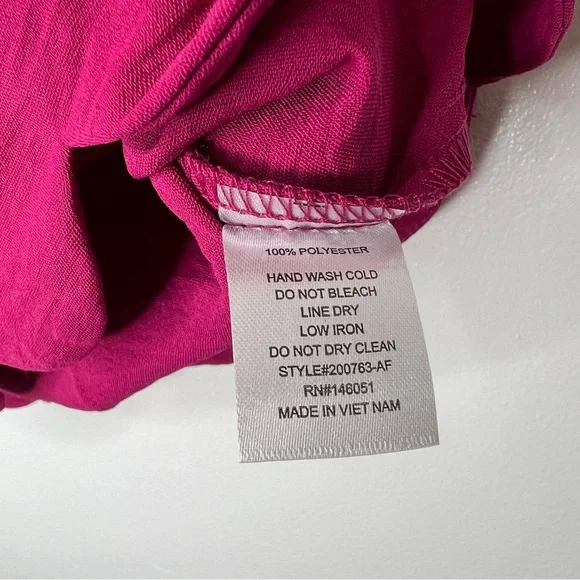 100% POLYESTER
HAND WASH COLD
DO NOT BLEACH
LINE DRY
LOW IRON
DO NOT DRY CLEAN
STYLE#200763-AF
RN#146051
MADE IN VIET NAM